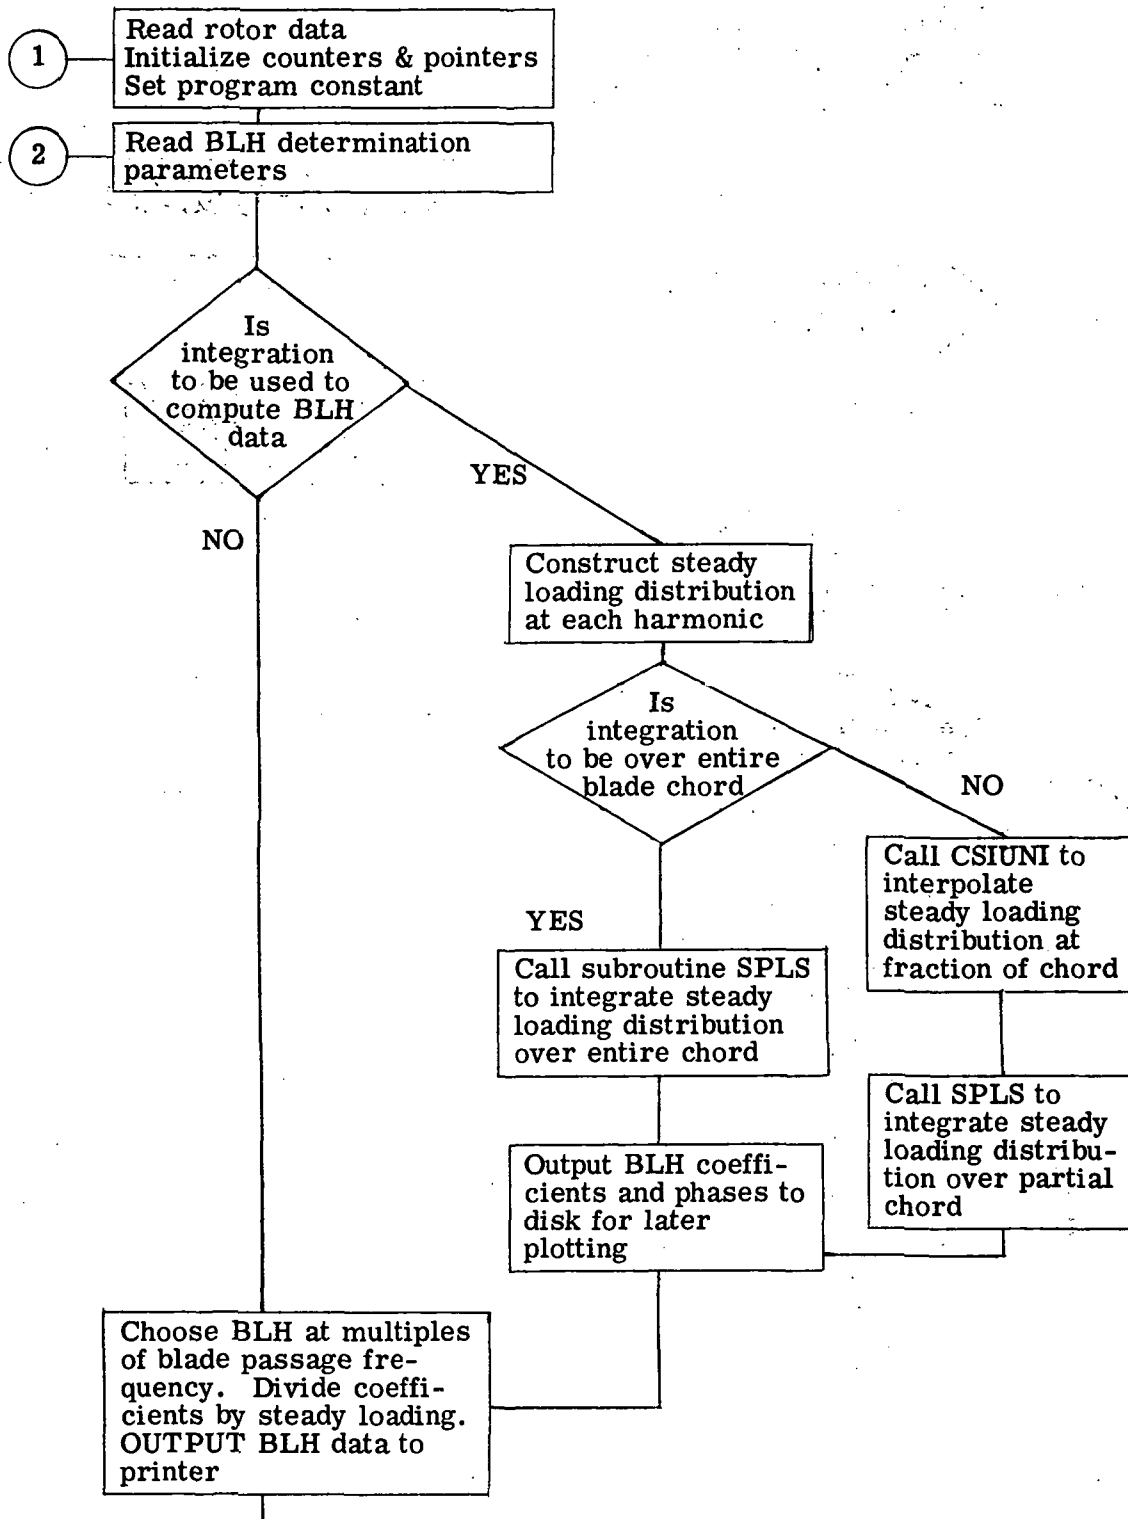 1
Read rotor data
Initialize counters & pointers
Set program constant
2
Read BLH determination
parameters
Is
integration
to be used to
compute BLH
data
YES
NO
Construct steady
loading distribution
at each harmonic
Is
integration
to be over entire
blade chord
NO
YES
Call CSIUNI to
interpolate
steady loading
distribution at
fraction of chord
Call subroutine SPLS
to integrate steady
loading distribution
over entire chord
Call SPLS to
integrate steady
loading distribu-
tion over partial
chord
Output BLH coeffi-
cients and phases to
disk for later
plotting
Choose BLH at multiples
of blade passage fre-
quency. Divide coeffi-
cients by steady loading.
OUTPUT BLH data to
printer